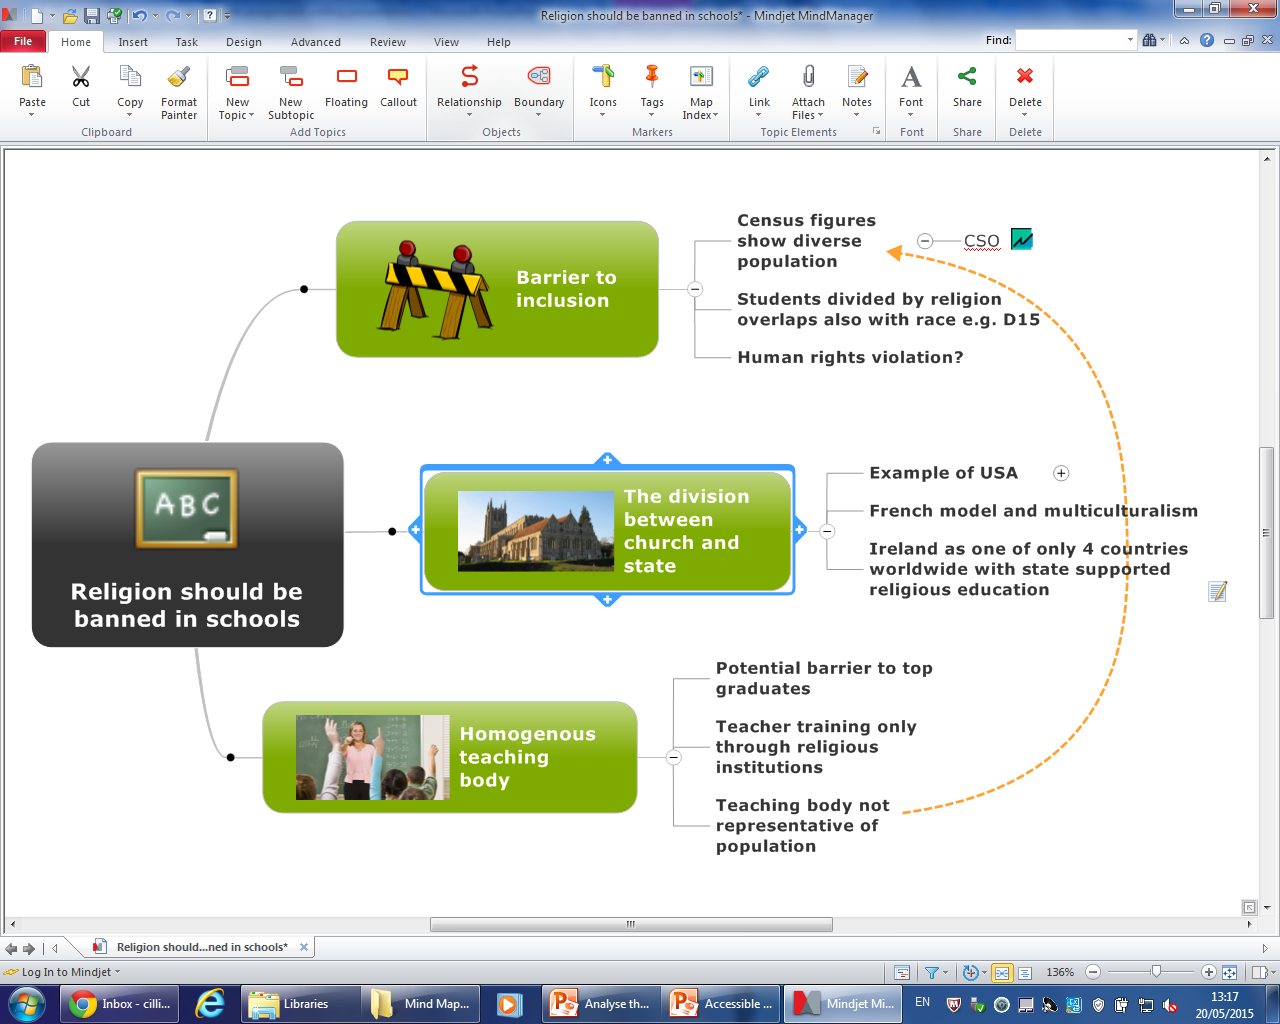 Religion should be banned in schools* - Mindjet MindManager
File Home Insert Task Design Advanced Review View Help Find:
Paste Cut Copy Format Painter New Topic New Subtopic Floating Callout Relationship Boundary Icons Tags Map Index Link Attach Files Notes Font Share Delete
Clipboard Add Topics Objects Markers Topic Elements Font Share Delete
Census figures
show diverse
population
CSO
Barrier to
inclusion
Students divided by religion
overlaps also with race e.g. D15
Human rights violation?
A B C
Religion should be
banned in schools
The division
between
church and
state
Example of USA
French model and multiculturalism
Ireland as one of only 4 countries
worldwide with state supported
religious education
Homogenous
teaching
body
Potential barrier to top
graduates
Teacher training only
through religious
institutions
Teaching body not
representative of
population
Religion should...ned in schools*
Log In to Mindjet
136%
Inbox - cilli... Libraries Mind Map... Analyse th... Accessible ... Mindjet Mi... EN
13:17
20/05/2015